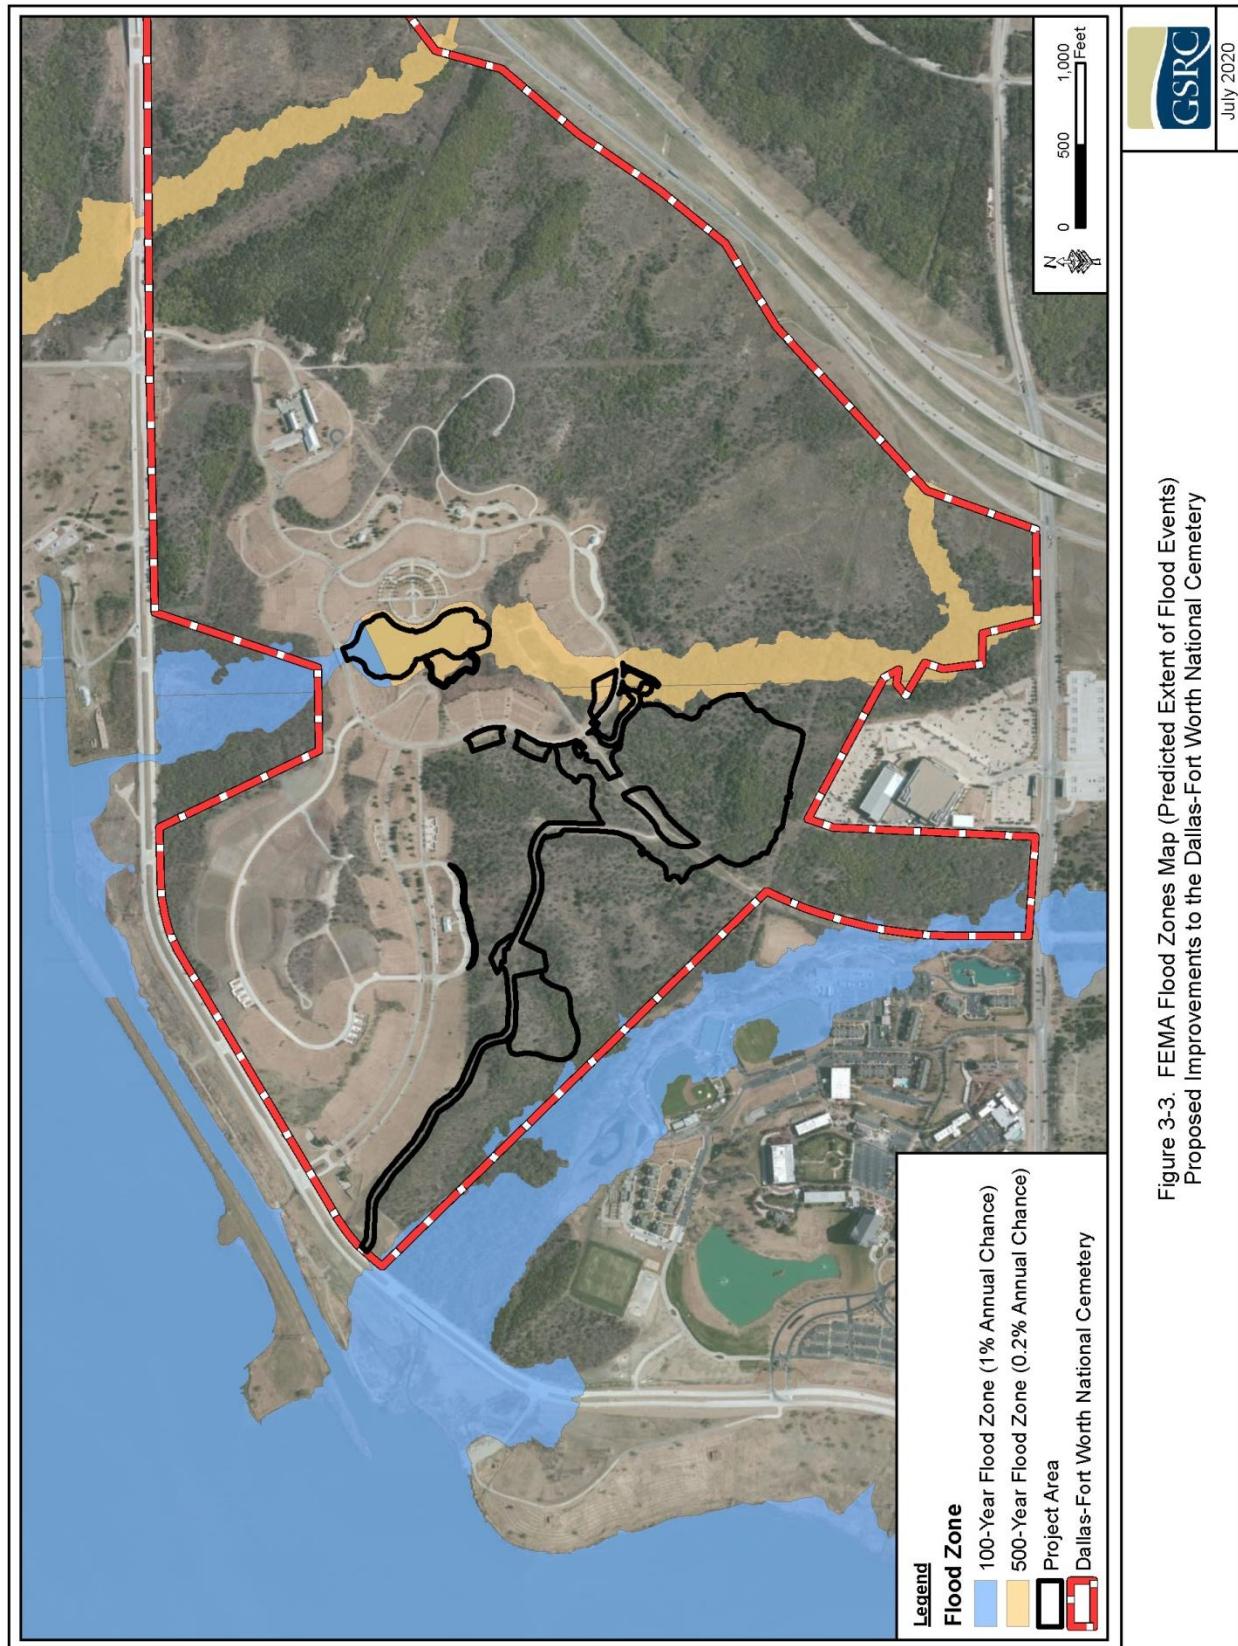 Legend
Flood Zone
100-Year Flood Zone (1% Annual Chance)
500-Year Flood Zone (0.2% Annual Chance)
Project Area
Dallas-Fort Worth National Cemetery
N
0 500 1,000
Feet
Figure 3-3. FEMA Flood Zones Map (Predicted Extent of Flood Events)
Proposed Improvements to the Dallas-Fort Worth National Cemetery
GSRC
July 2020